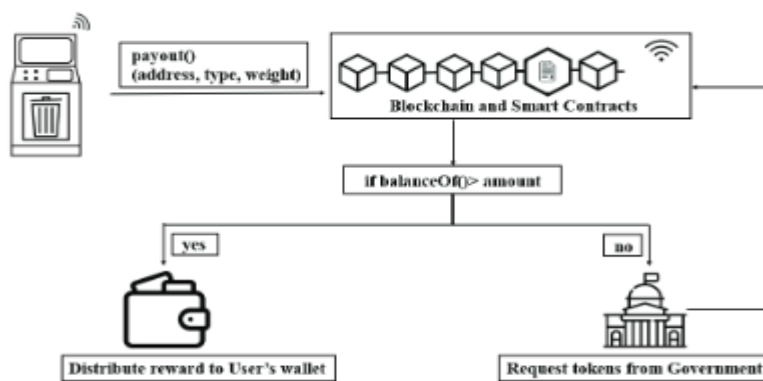 payout()
(address, type, weight)
Blockchain and Smart Contracts
if balanceOf()> amount
yes
no
Distribute reward to User's wallet
Request tokens from Government